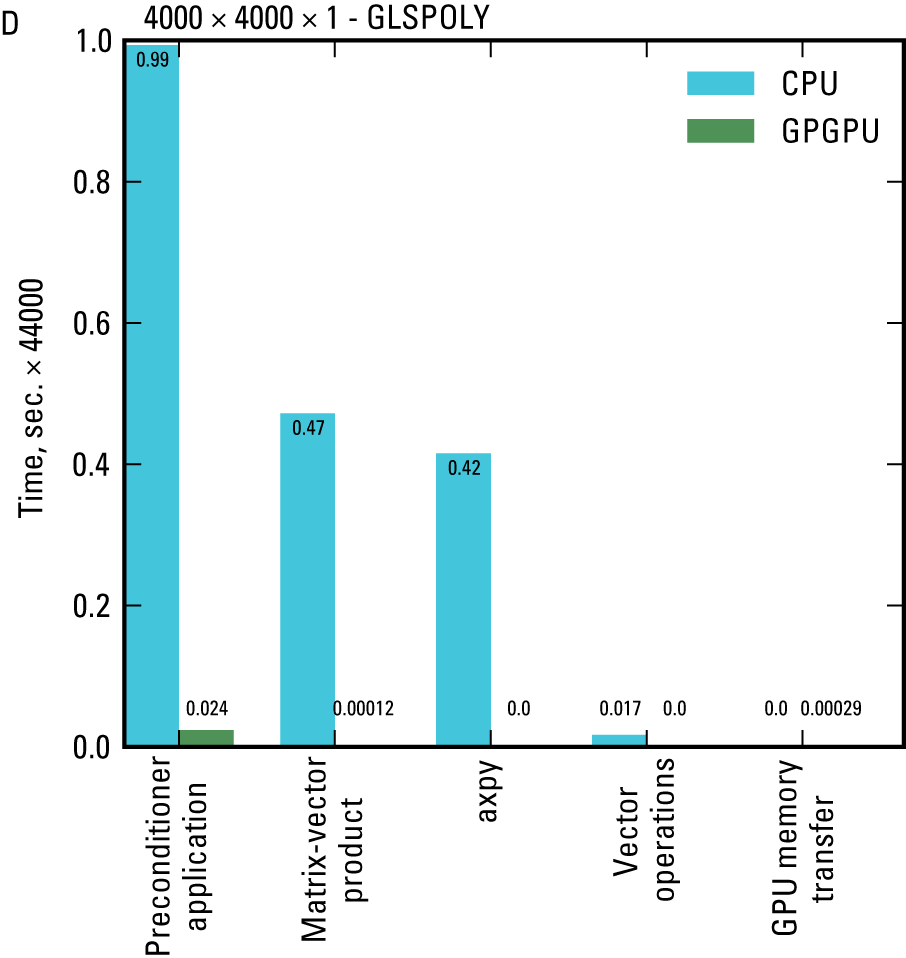 D
4000 × 4000 × 1 - GLSPOLY
1.0
0.8
0.6
0.4
0.2
0.0
Time, sec. × 44000
CPU
GPGPU
0.99
0.024
0.47
0.00012
0.42
0.0
0.017
0.0
0.0
0.00029
Preconditioner
application
Matrix-vector
product
axpy
Vector
operations
GPU memory
transfer